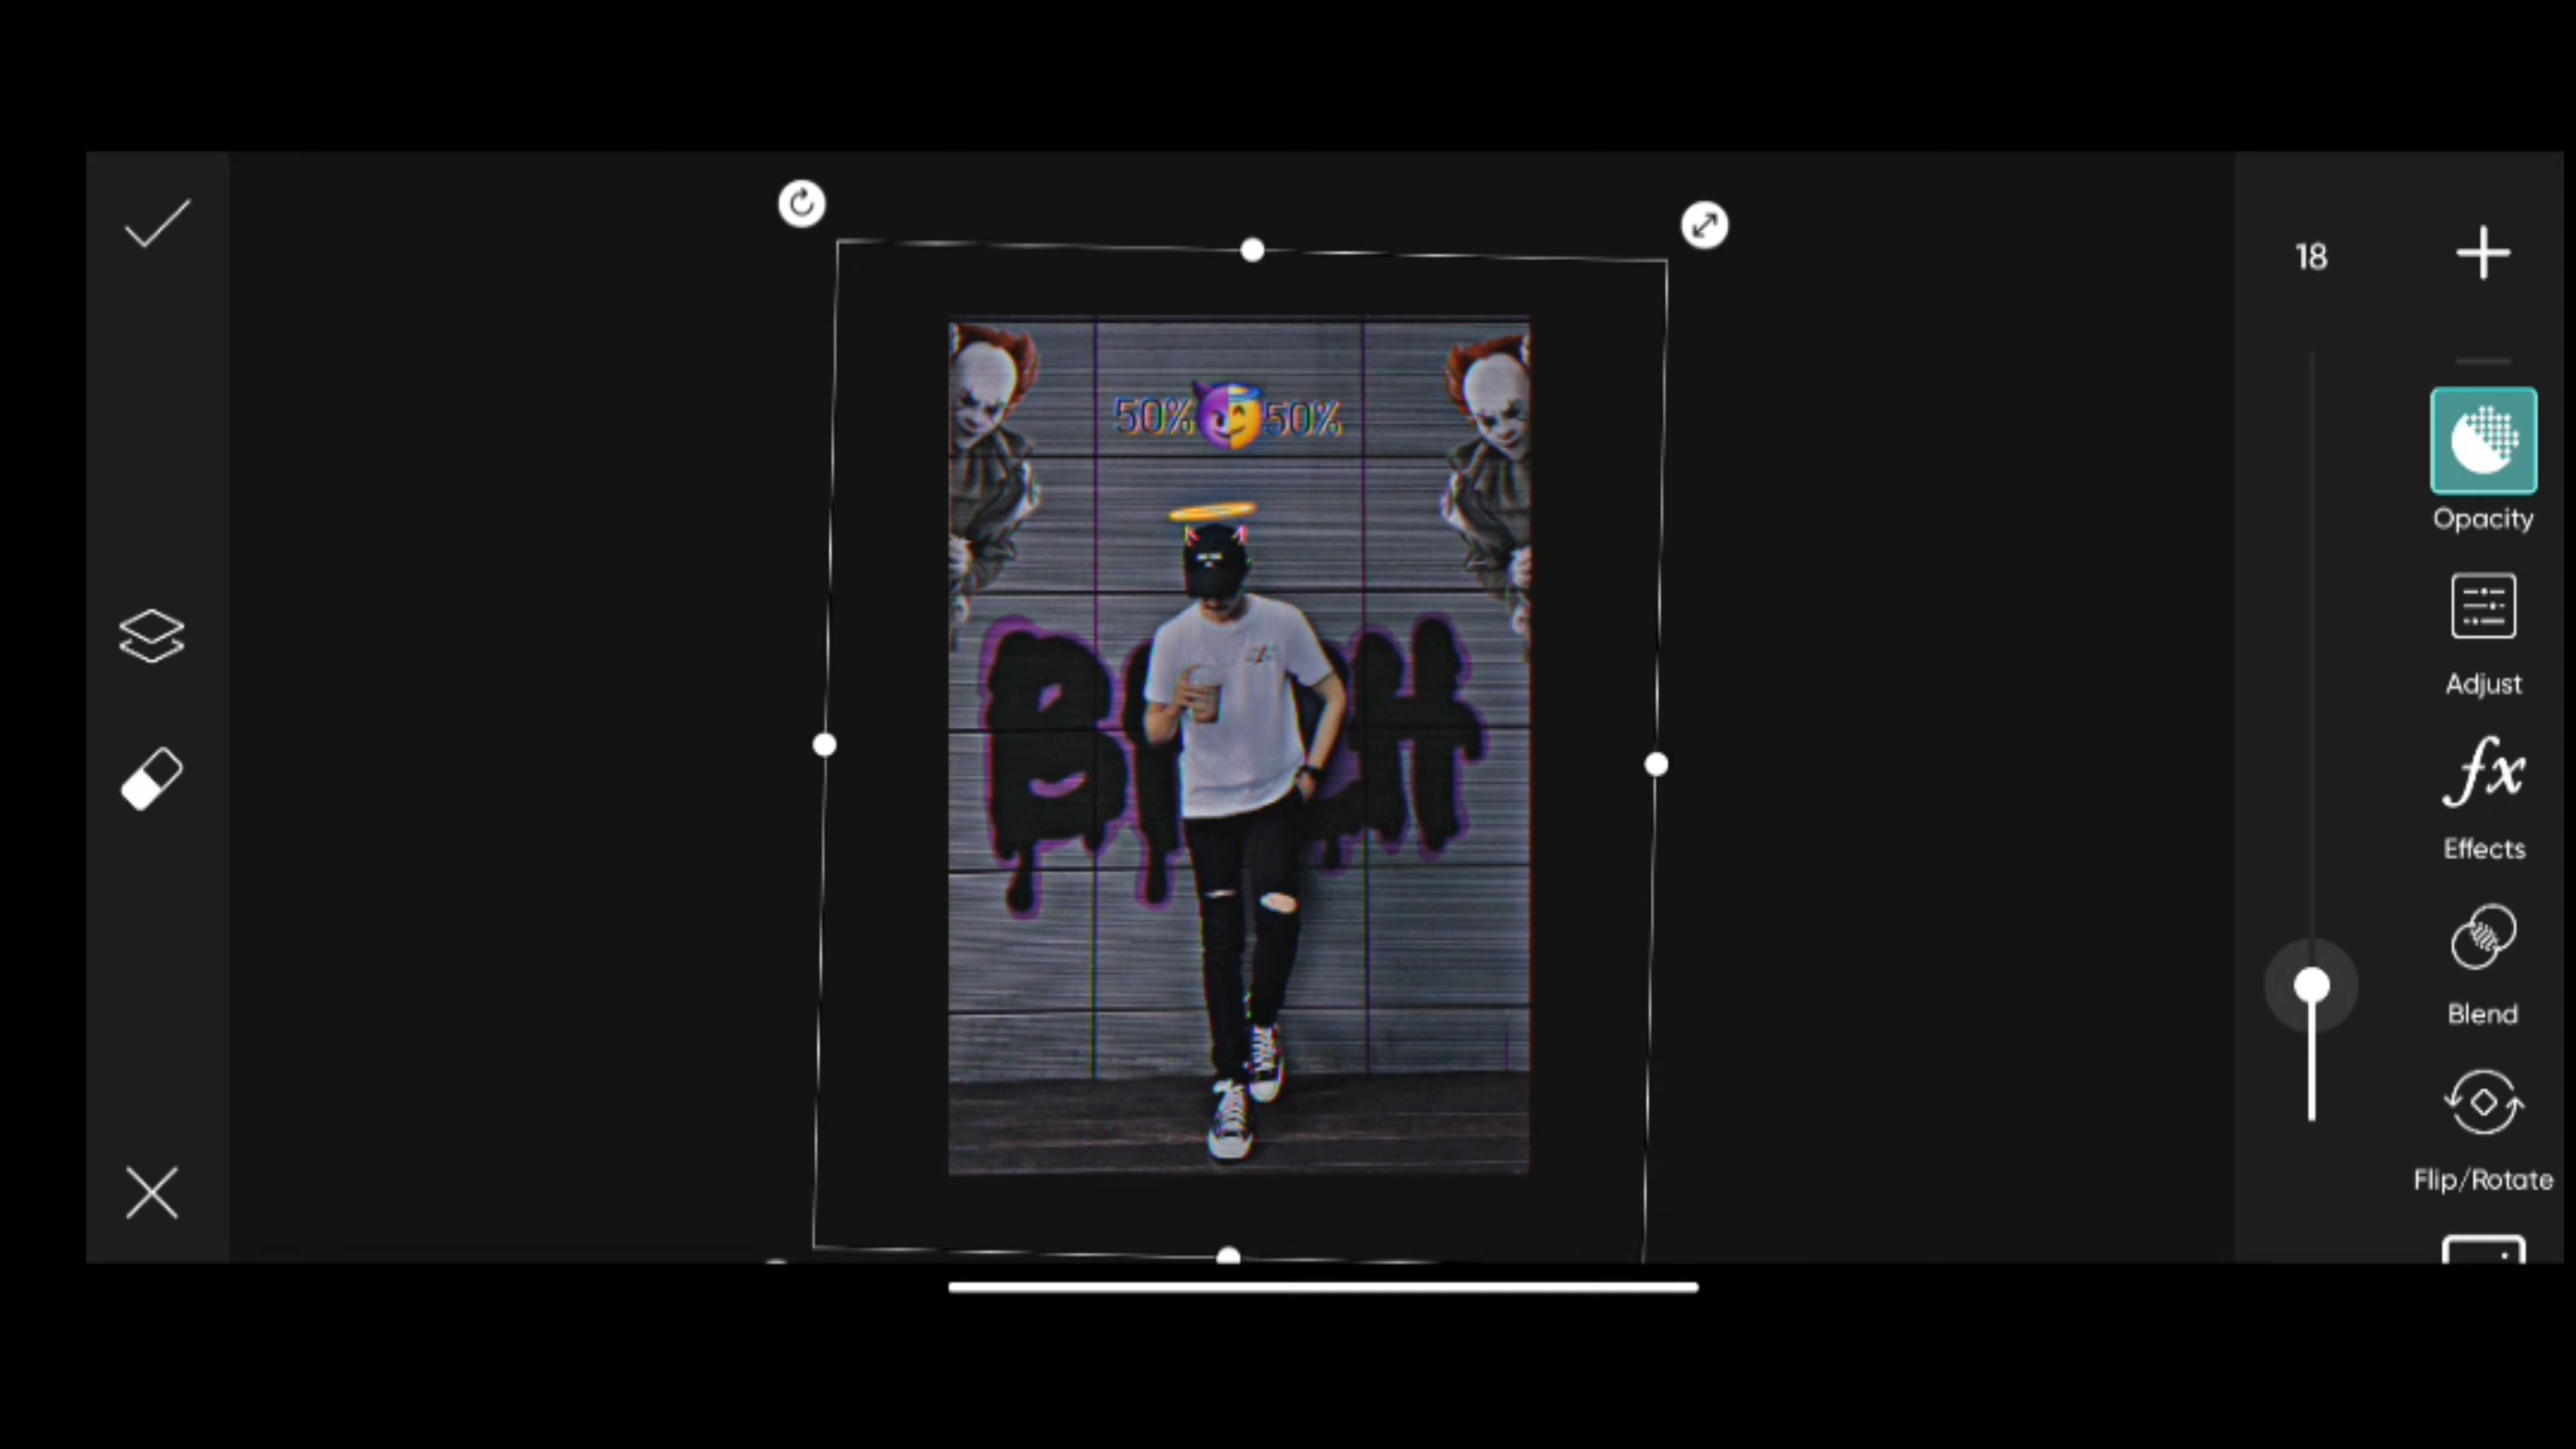 18
Opacity
Adjust
fx
Effects
Blend
Flip/Rotate
50% 50%